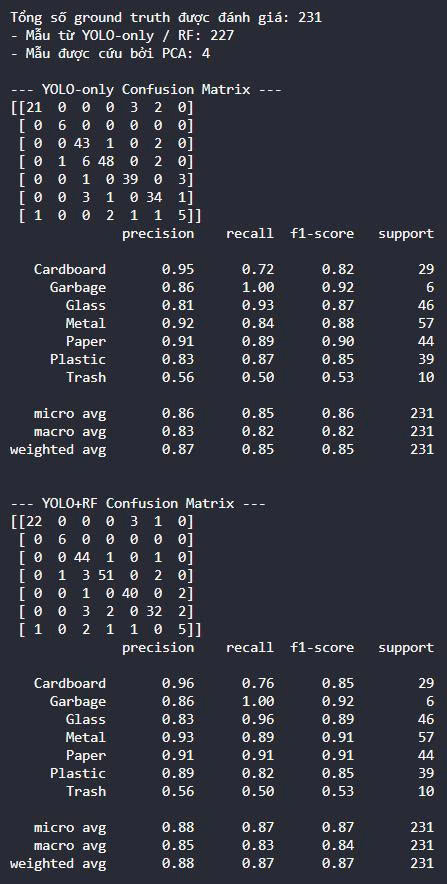 Tổng số ground truth được đánh giá: 231
- Mẫu từ YOLO-only / RF: 227
- Mẫu được cứu bởi PCA: 4
--- YOLO-only Confusion Matrix ---
[[21 0 0 0 3 2 0]
[ 0 6 0 0 0 0 0]
[ 0 0 43 1 0 2 0]
[ 0 1 6 48 0 2 0]
[ 0 0 1 0 39 0 3]
[ 0 0 3 1 0 34 1]
[ 1 0 0 2 1 1 5]]
precision recall f1-score support
Cardboard 0.95 0.72 0.82 29
Garbage 0.86 1.00 0.92 6
Glass 0.81 0.93 0.87 46
Metal 0.92 0.84 0.88 57
Paper 0.91 0.89 0.90 44
Plastic 0.83 0.87 0.85 39
Trash 0.56 0.50 0.53 10
micro avg 0.86 0.85 0.86 231
macro avg 0.83 0.82 0.82 231
weighted avg 0.87 0.85 0.85 231
--- YOLO+RF Confusion Matrix ---
[[22 0 0 0 3 1 0]
[ 0 6 0 0 0 0 0]
[ 0 0 44 1 0 1 0]
[ 0 1 3 51 0 2 0]
[ 0 0 1 0 40 0 2]
[ 0 0 3 2 0 32 2]
[ 1 0 2 1 1 0 5]]
precision recall f1-score support
Cardboard 0.96 0.76 0.85 29
Garbage 0.86 1.00 0.92 6
Glass 0.83 0.96 0.89 46
Metal 0.93 0.89 0.91 57
Paper 0.91 0.91 0.91 44
Plastic 0.89 0.82 0.85 39
Trash 0.56 0.50 0.53 10
micro avg 0.88 0.87 0.87 231
macro avg 0.85 0.83 0.84 231
weighted avg 0.88 0.87 0.87 231